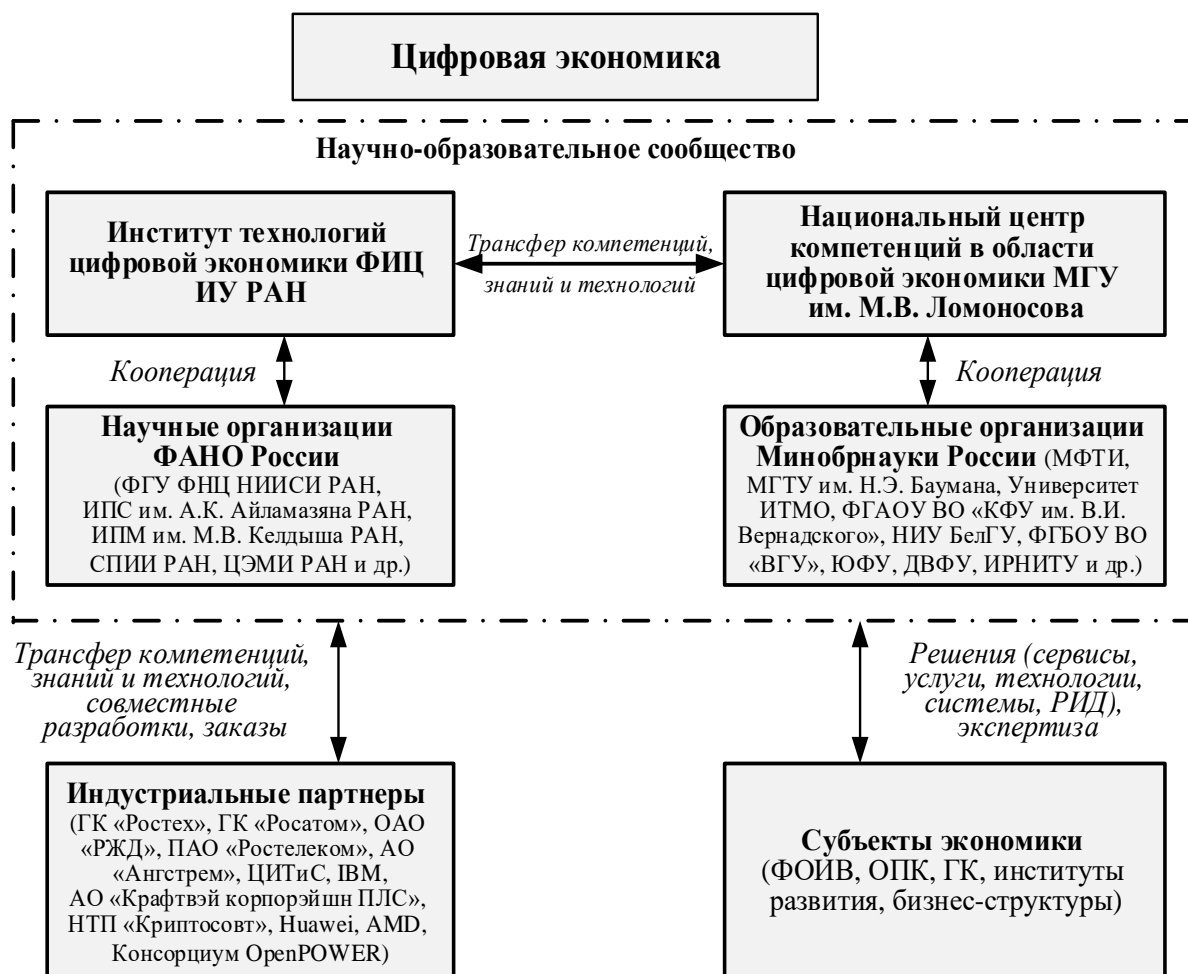 Цифровая экономика
Научно-образовательное сообщество
Институт технологий
цифровой экономики ФИЦ
ИУ РАН
Трансфер компетенций,
знаний и технологий
Национальный центр
компетенций в области
цифровой экономики МГУ
им. М.В. Ломоносова
Кооперация
Кооперация
Научные организации
ФАНО России
(ФГУ ФНЦ НИИСИ РАН,
ИПС им. А.К. Айламазяна РАН,
ИПМ им. М.В. Келдыша РАН,
СПИИ РАН, ЦЭМИ РАН и др.)
Образовательные организации
Минобрнауки России (МФТИ,
МГТУ им. Н.Э. Баумана, Университет
ИТМО, ФГАОУ ВО «КФУ им. В.И.
Вернадского», НИУ БелГУ, ФГБОУ ВО
«ВГУ», ЮФУ, ДВФУ, ИРНИТУ и др.)
Трансфер компетенций,
знаний и технологий,
совместные
разработки, заказы
Решения (сервисы,
услуги, технологии,
системы, РИД),
экспертиза
Индустриальные партнеры
(ГК «Ростех», ГК «Росатом», ОАО
«РЖД», ПАО «Ростелеком», АО
«Ангстрем», ЦИТиС, IBM,
АО «Крафтвэй корпорэйшн ПЛС»,
НТП «Криптосовт», Huawei, AMD,
Консорциум OpenPOWER)
Субъекты экономики
(ФОИВ, ОПК, ГК, институты
развития, бизнес-структуры)